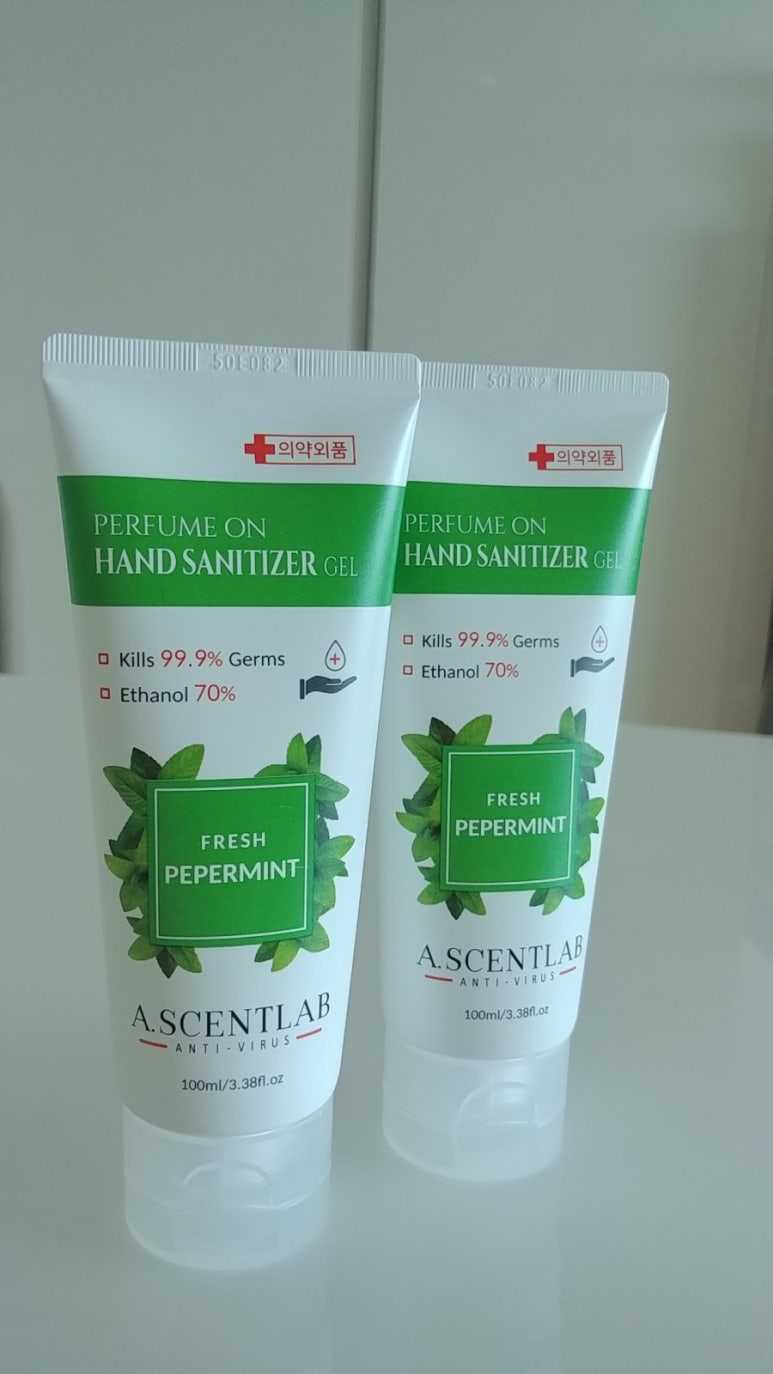 50E082
의약외품
PERFUME ON
HAND SANITIZER GEL
Kills 99.9% Germs
Ethanol 70%
FRESH
PEPERMINT
A.SCENTLAB
ANTI-VIRUS
100ml/3.38fl.oz
50E082
의약외품
PERFUME ON
HAND SANITIZER GEL
Kills 99.9% Germs
Ethanol 70%
FRESH
PEPERMINT
A.SCENTLAB
ANTI-VIRUS
100ml/3.38fl.oz